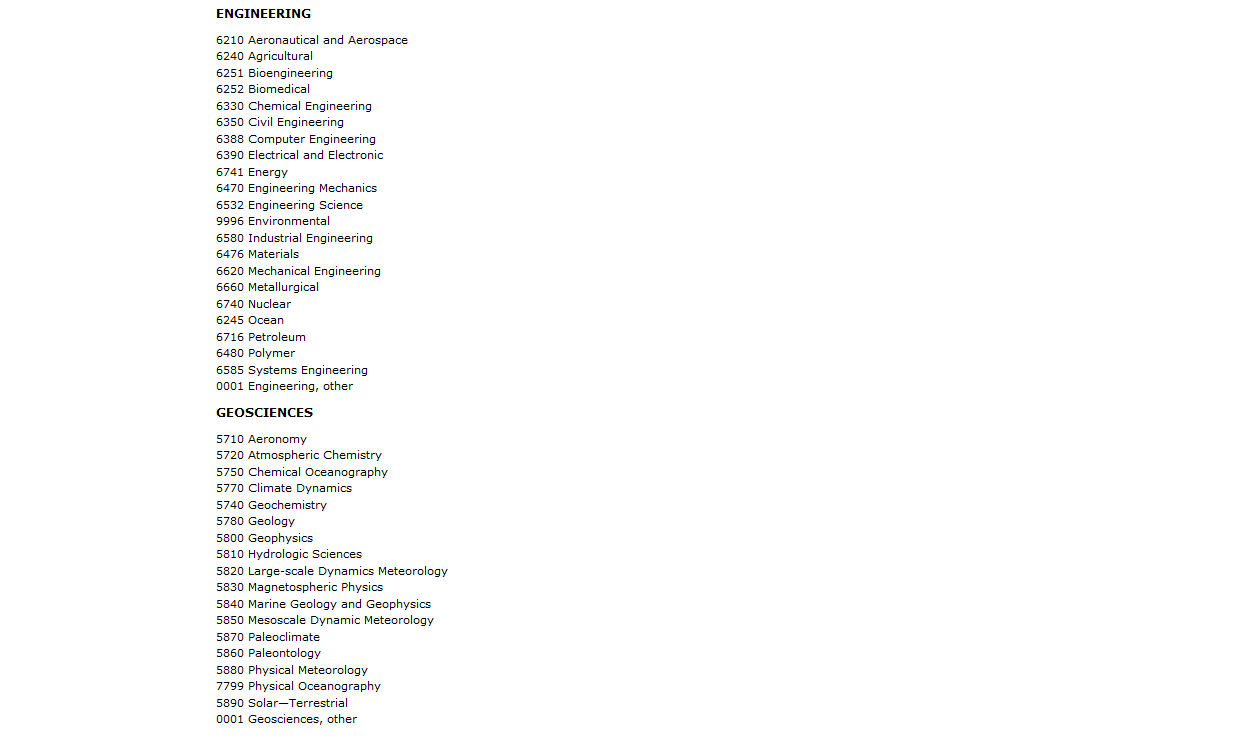 ENGINEERING
6210 Aeronautical and Aerospace
6240 Agricultural
6251 Bioengineering
6252 Biomedical
6330 Chemical Engineering
6350 Civil Engineering
6388 Computer Engineering
6390 Electrical and Electronic
6741 Energy
6470 Engineering Mechanics
6532 Engineering Science
9996 Environmental
6580 Industrial Engineering
6476 Materials
6620 Mechanical Engineering
6660 Metallurgical
6740 Nuclear
6245 Ocean
6716 Petroleum
6480 Polymer
6585 Systems Engineering
0001 Engineering, other
GEOSCIENCES
5710 Aeronomy
5720 Atmospheric Chemistry
5750 Chemical Oceanography
5770 Climate Dynamics
5740 Geochemistry
5780 Geology
5800 Geophysics
5810 Hydrologic Sciences
5820 Large-scale Dynamics Meteorology
5830 Magnetospheric Physics
5840 Marine Geology and Geophysics
5850 Mesoscale Dynamic Meteorology
5870 Paleoclimate
5860 Paleontology
5880 Physical Meteorology
7799 Physical Oceanography
5890 Solar—Terrestrial
0001 Geosciences, other